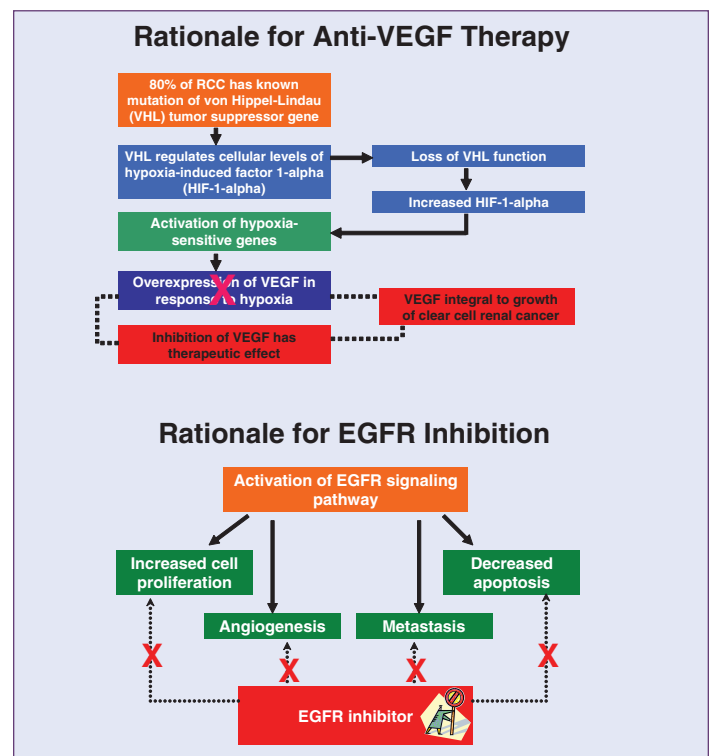 Rationale for Anti-VEGF Therapy
80% of RCC has known
mutation of von Hippel-Lindau
(VHL) tumor suppressor gene
VHL regulates cellular levels of
hypoxia-induced factor 1-alpha
(HIF-1-alpha)
Loss of VHL function
Increased HIF-1-alpha
Activation of hypoxia-
sensitive genes
Overexpression of VEGF in
response to hypoxia
X
VEGF integral to growth
of clear cell renal cancer
Inhibition of VEGF has
therapeutic effect
Rationale for EGFR Inhibition
Activation of EGFR signaling
pathway
Increased cell
proliferation
Decreased
apoptosis
Angiogenesis
Metastasis
X
X
X
X
EGFR inhibitor